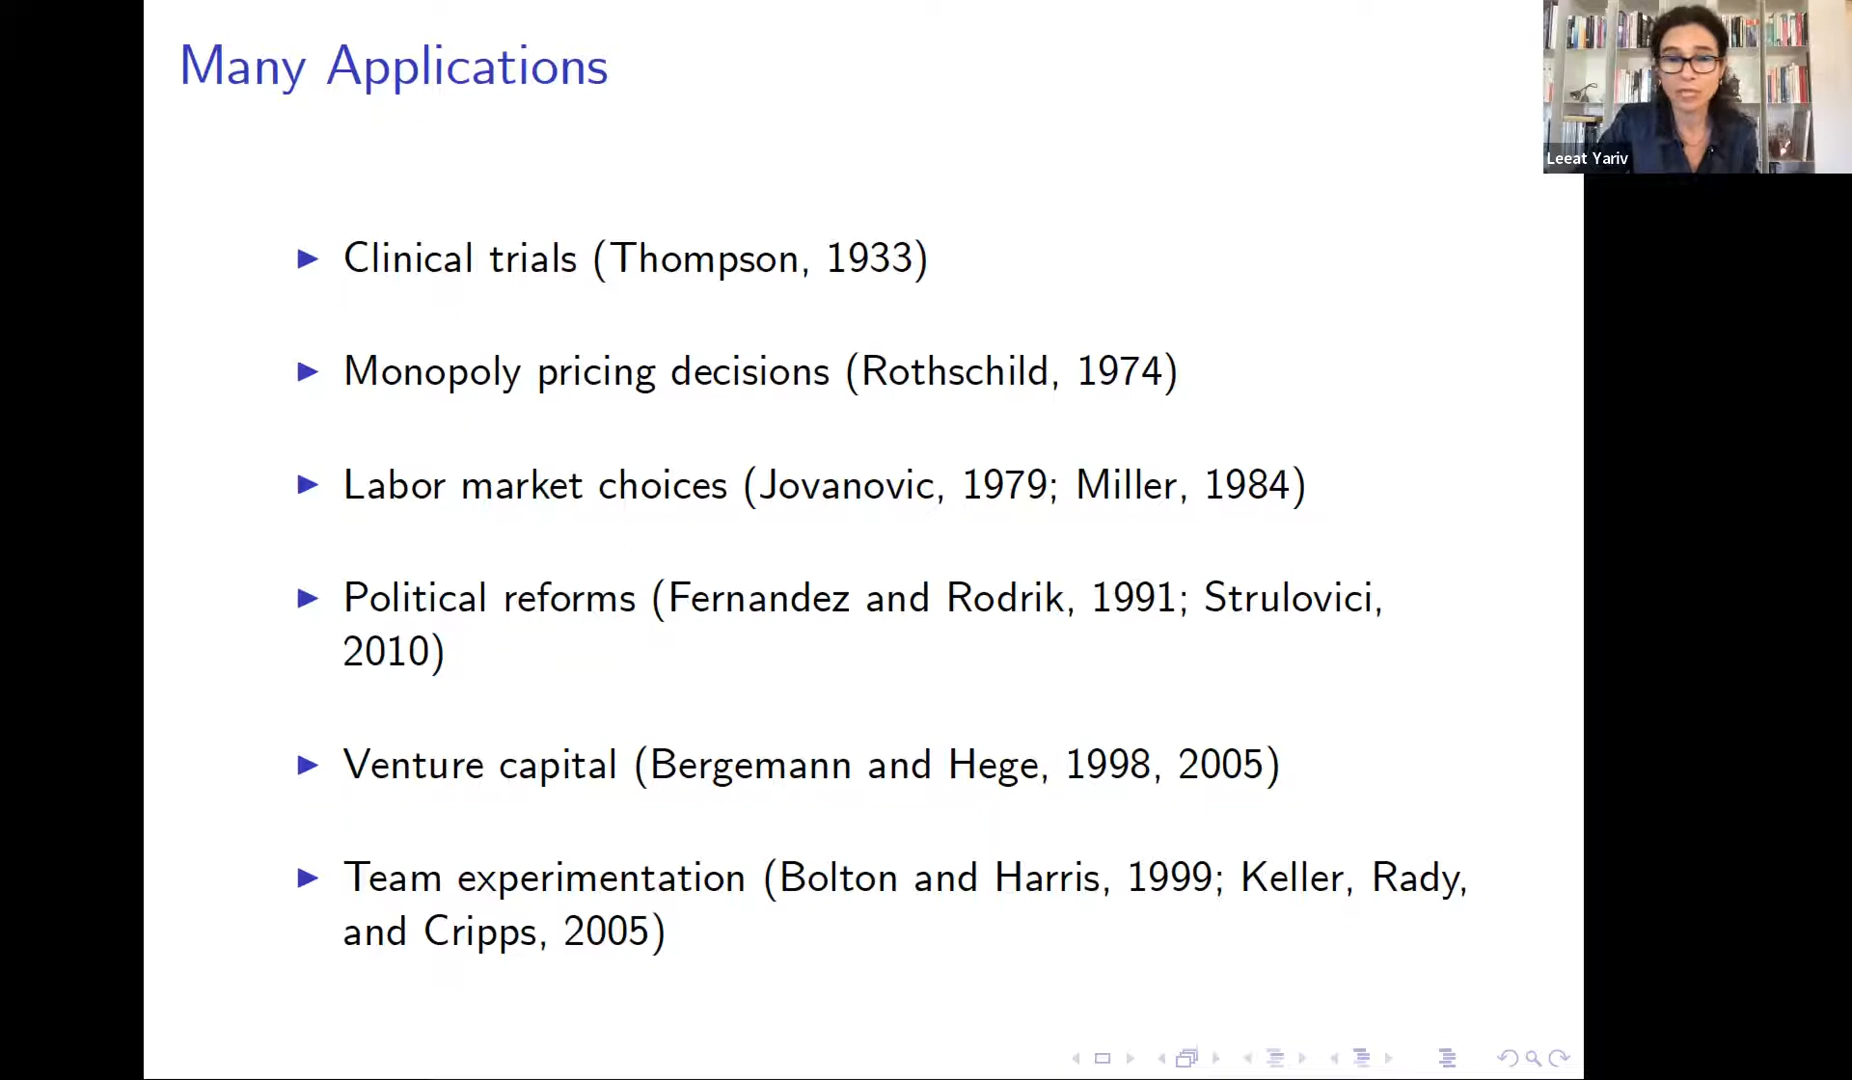 Many Applications
Leeat Yariv
Clinical trials (Thompson, 1933)
Monopoly pricing decisions (Rothschild, 1974)
Labor market choices (Jovanovic, 1979; Miller, 1984)
Political reforms (Fernandez and Rodrik, 1991; Strulovici,
2010)
Venture capital (Bergemann and Hege, 1998, 2005)
Team experimentation (Bolton and Harris, 1999; Keller, Rady,
and Cripps, 2005)